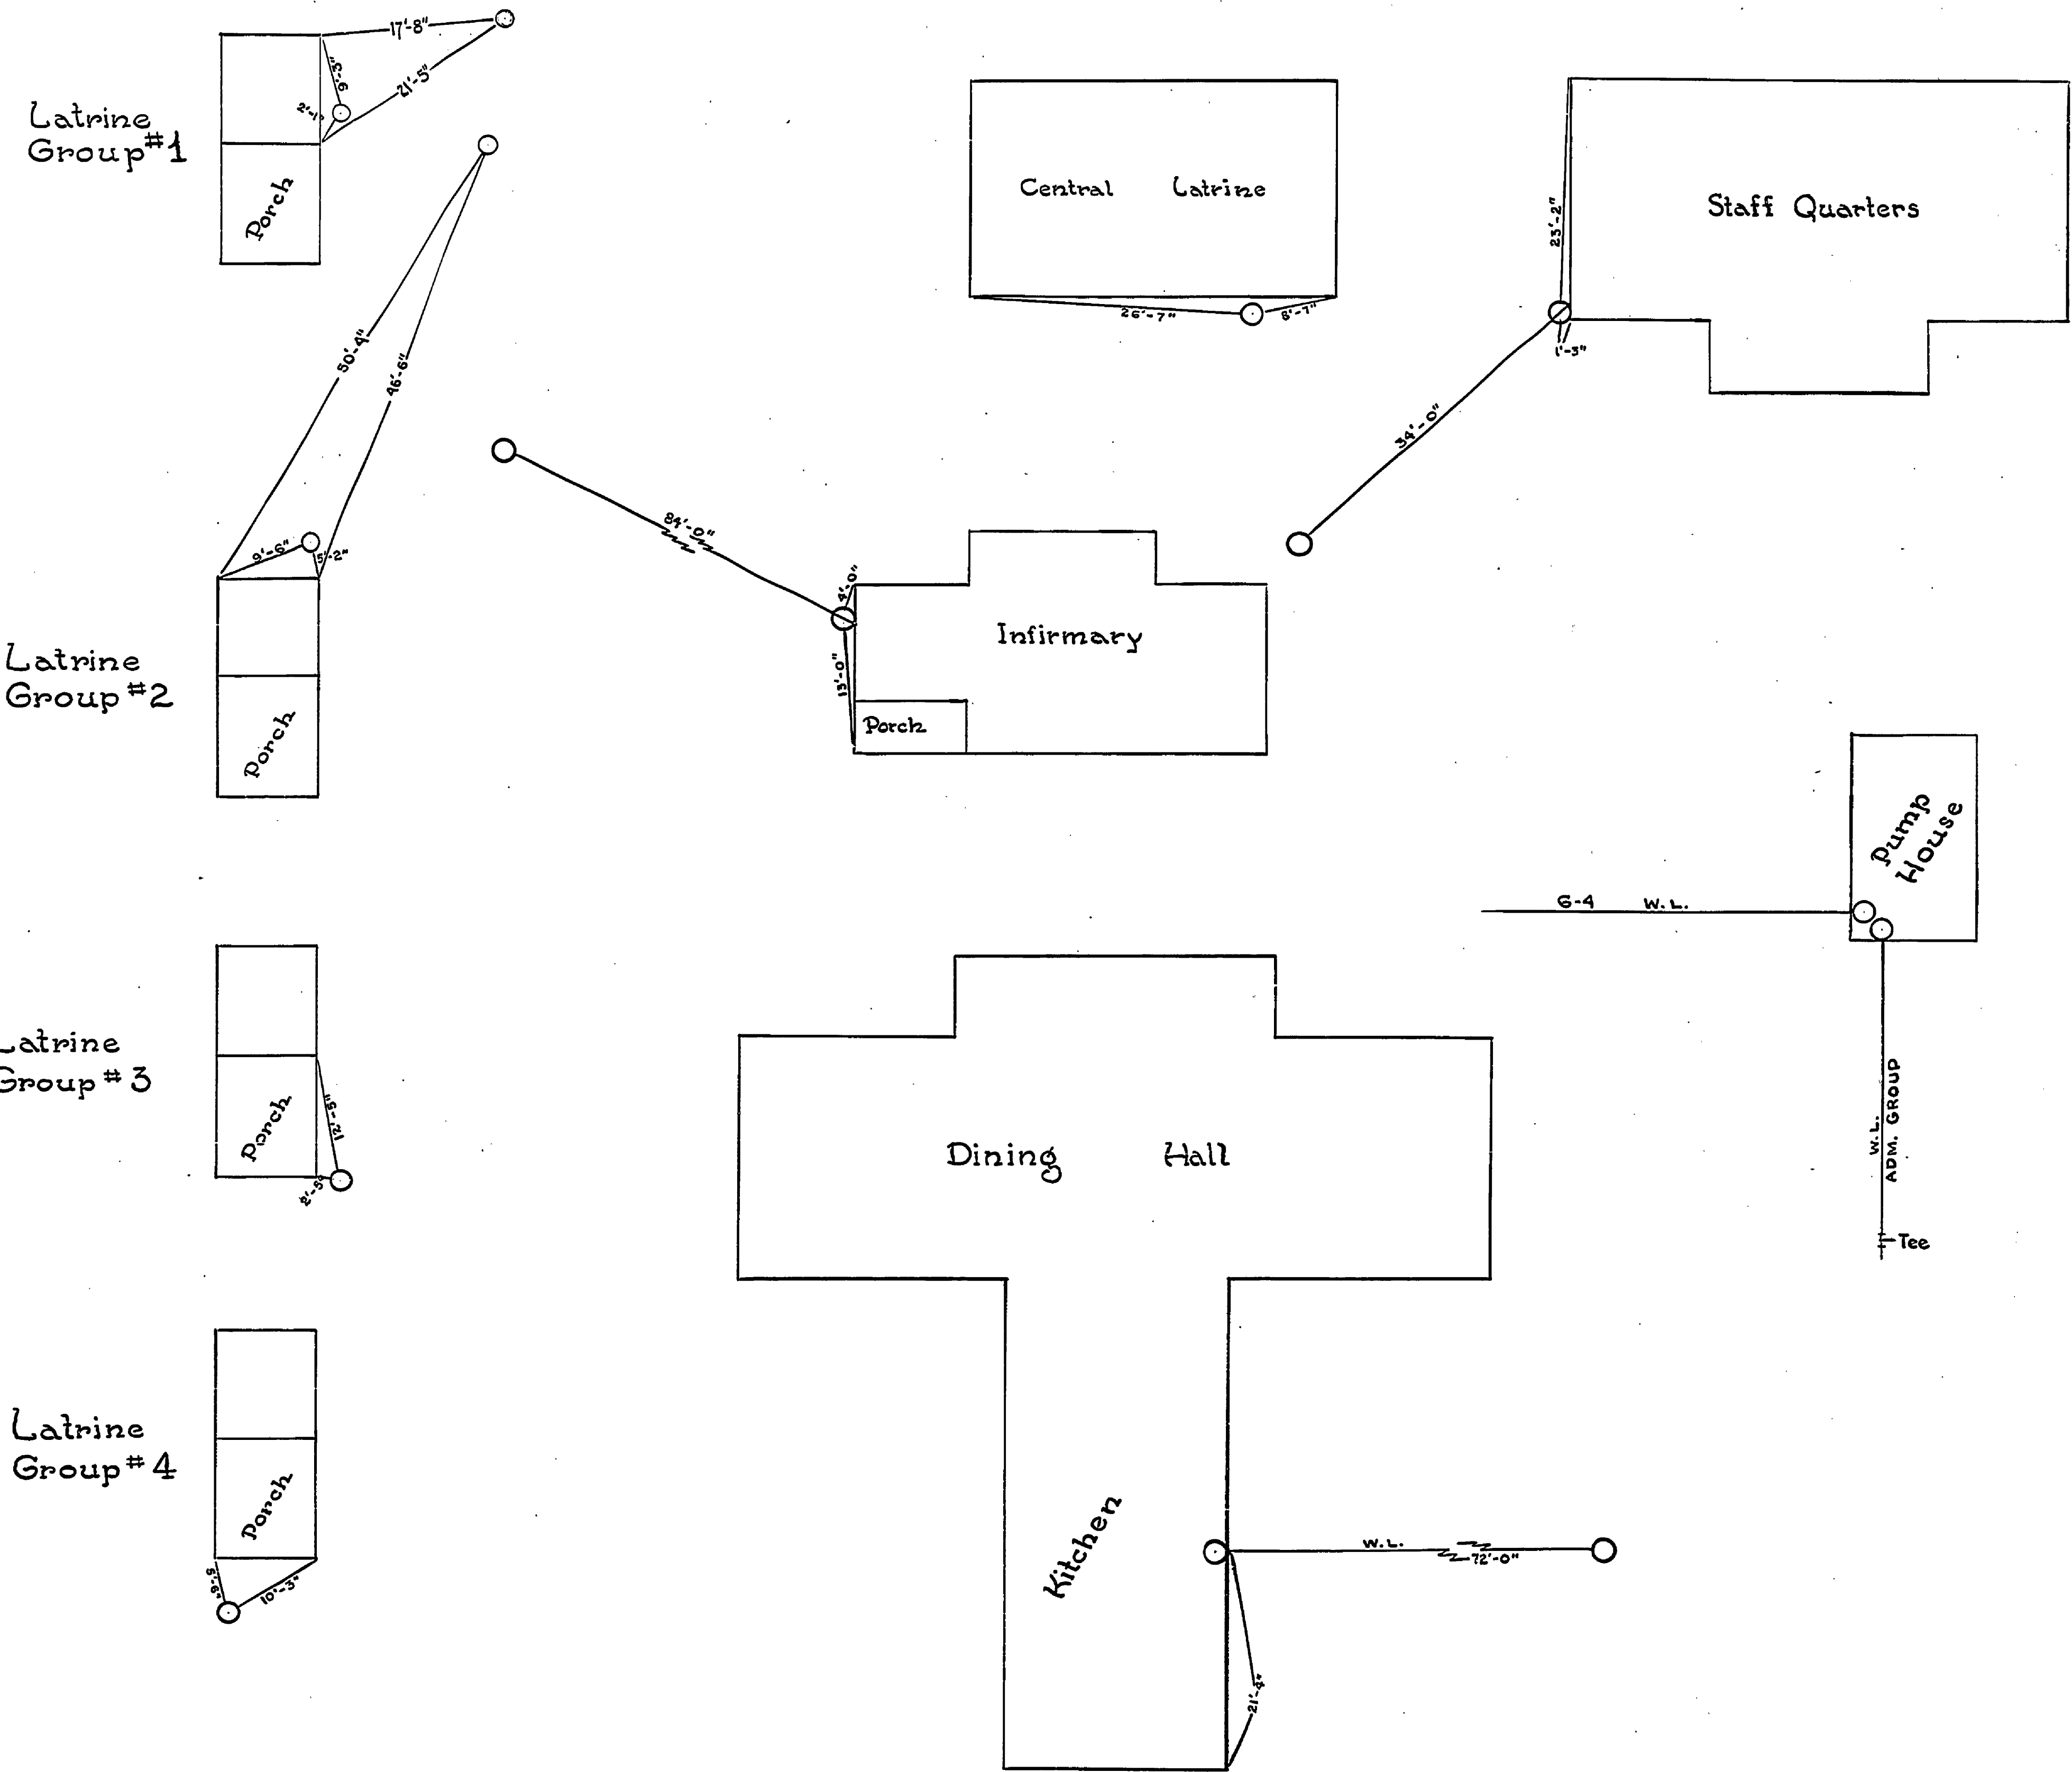 Latrine
Group #1
17'-8"
9'-3"
21'-5"
2'-1"
Porch
Central Latrine
26'-7"
8'-7"
Staff Quarters
23'-2"
1'-3"
34'-0"
Latrine
Group #2
50'-4"
46'-6"
9'-6"
5'-2"
Porch
84'-0"
4'-0"
13'-0"
Infirmary
Porch
Pump
House
G-4 W.L.
W.L.
ADM. GROUP
Tee
Latrine
Group #3
Porch
12'-5"
2'-5"
Dining Hall
Kitchen
W.L.
72'-0"
21'-4"
Latrine
Group #4
Porch
5'-6"
10'-3"